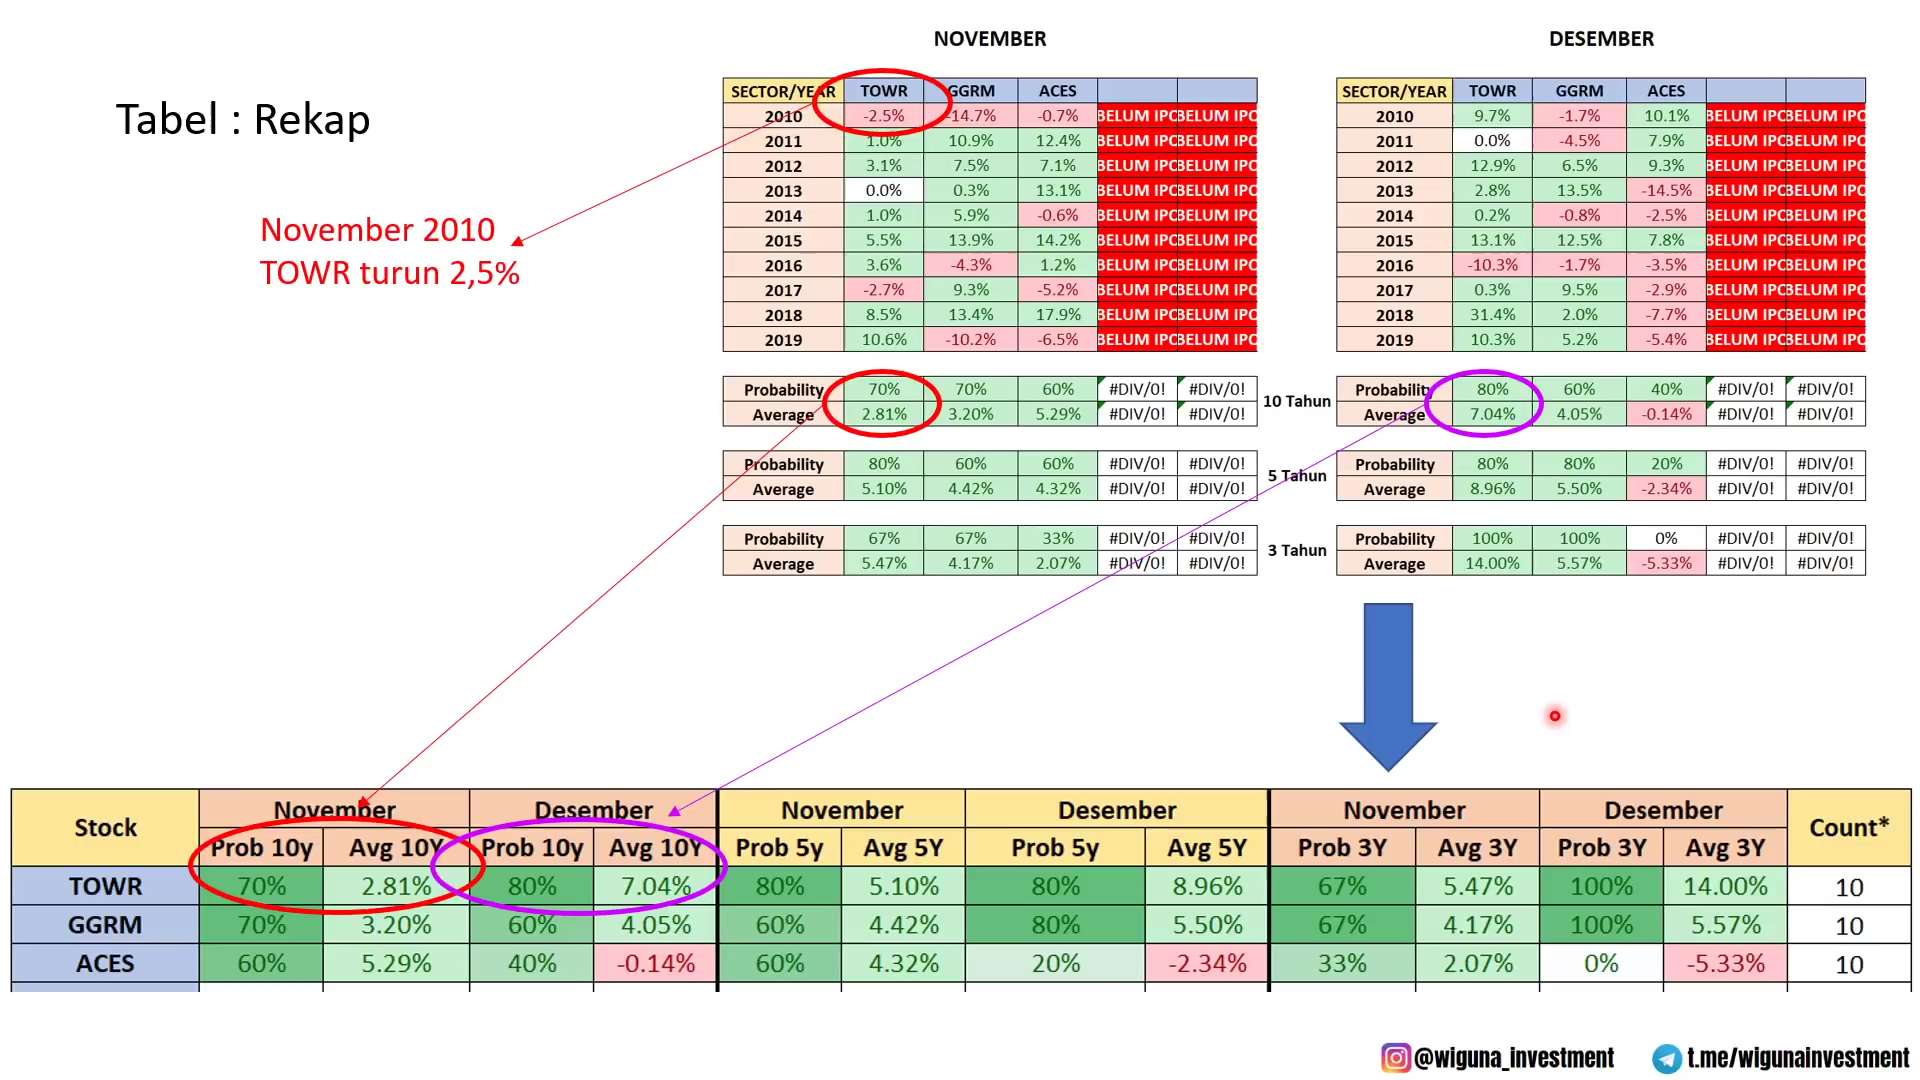 NOVEMBER
DESEMBER
Tabel : Rekap
November 2010
TOWR turun 2,5%
SECTOR/YEAR TOWR GGRM ACES
2010 -2.5% -14.7% -0.7% BELUM IPO BELUM IPO
2011 1.0% 10.9% 12.4% BELUM IPO BELUM IPO
2012 3.1% 7.5% 7.1% BELUM IPO BELUM IPO
2013 0.0% 0.3% 13.1% BELUM IPO BELUM IPO
2014 1.0% 5.9% -0.6% BELUM IPO BELUM IPO
2015 5.5% 13.9% 14.2% BELUM IPO BELUM IPO
2016 3.6% -4.3% 1.2% BELUM IPO BELUM IPO
2017 -2.7% 9.3% -5.2% BELUM IPO BELUM IPO
2018 8.5% 13.4% 17.9% BELUM IPO BELUM IPO
2019 10.6% -10.2% -6.5% BELUM IPO BELUM IPO
Probability 70% 70% 60% #DIV/0! #DIV/0!
Average 2.81% 3.20% 5.29% #DIV/0! #DIV/0!
Probability 80% 60% 60% #DIV/0! #DIV/0!
Average 5.10% 4.42% 4.32% #DIV/0! #DIV/0!
Probability 67% 67% 33% #DIV/0! #DIV/0!
Average 5.47% 4.17% 2.07% #DIV/0! #DIV/0!
10 Tahun
5 Tahun
3 Tahun
SECTOR/YEAR TOWR GGRM ACES
2010 9.7% -1.7% 10.1% BELUM IPO BELUM IPO
2011 0.0% -4.5% 7.9% BELUM IPO BELUM IPO
2012 12.9% 6.5% 9.3% BELUM IPO BELUM IPO
2013 2.8% 13.5% -14.5% BELUM IPO BELUM IPO
2014 0.2% -0.8% -2.5% BELUM IPO BELUM IPO
2015 13.1% 12.5% 7.8% BELUM IPO BELUM IPO
2016 -10.3% -1.7% -3.5% BELUM IPO BELUM IPO
2017 0.3% 9.5% -2.9% BELUM IPO BELUM IPO
2018 31.4% 2.0% -7.7% BELUM IPO BELUM IPO
2019 10.3% 5.2% -5.4% BELUM IPO BELUM IPO
Probability 80% 60% 40% #DIV/0! #DIV/0!
Average 7.04% 4.05% -0.14% #DIV/0! #DIV/0!
Probability 80% 80% 20% #DIV/0! #DIV/0!
Average 8.96% 5.50% -2.34% #DIV/0! #DIV/0!
Probability 100% 100% 0% #DIV/0! #DIV/0!
Average 14.00% 5.57% -5.33% #DIV/0! #DIV/0!
Stock November Desember November Desember November Desember Count*
Prob 10y Avg 10Y Prob 10y Avg 10Y Prob 5y Avg 5Y Prob 5y Avg 5Y Prob 3Y Avg 3Y Prob 3Y Avg 3Y
TOWR 70% 2.81% 80% 7.04% 80% 5.10% 80% 8.96% 67% 5.47% 100% 14.00% 10
GGRM 70% 3.20% 60% 4.05% 60% 4.42% 80% 5.50% 67% 4.17% 100% 5.57% 10
ACES 60% 5.29% 40% -0.14% 60% 4.32% 20% -2.34% 33% 2.07% 0% -5.33% 10
@wiguna_investment t.me/wigunainvestment